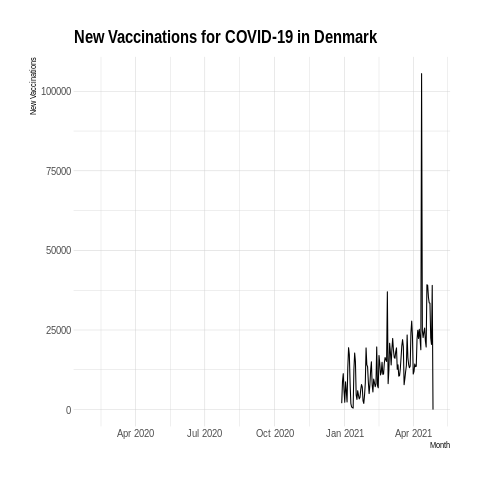 New Vaccinations for COVID-19 in Denmark
New Vaccinations
100000
75000
50000
25000
0
Apr 2020 Jul 2020 Oct 2020 Jan 2021 Apr 2021
Month